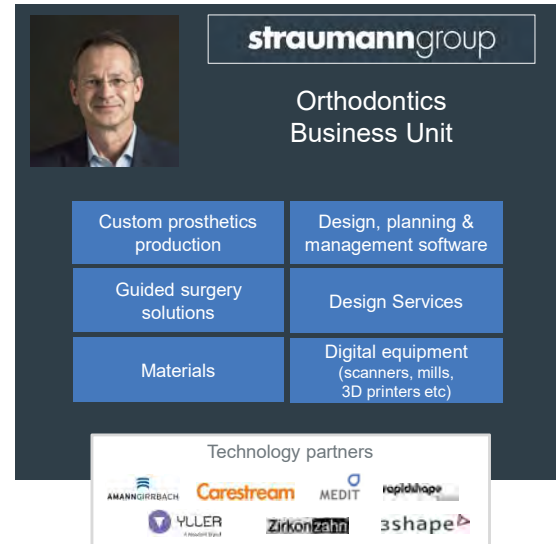 straumanngroup
Orthodontics
Business Unit
Custom prosthetics
production
Design, planning &
management software
Guided surgery
solutions
Design Services
Materials
Digital equipment
(scanners, mills,
3D printers etc)
Technology partners
AMANNGIRRBACH
Carestream
MEDIT
rapidshape
YLLER
Zirkonzahn
3shape